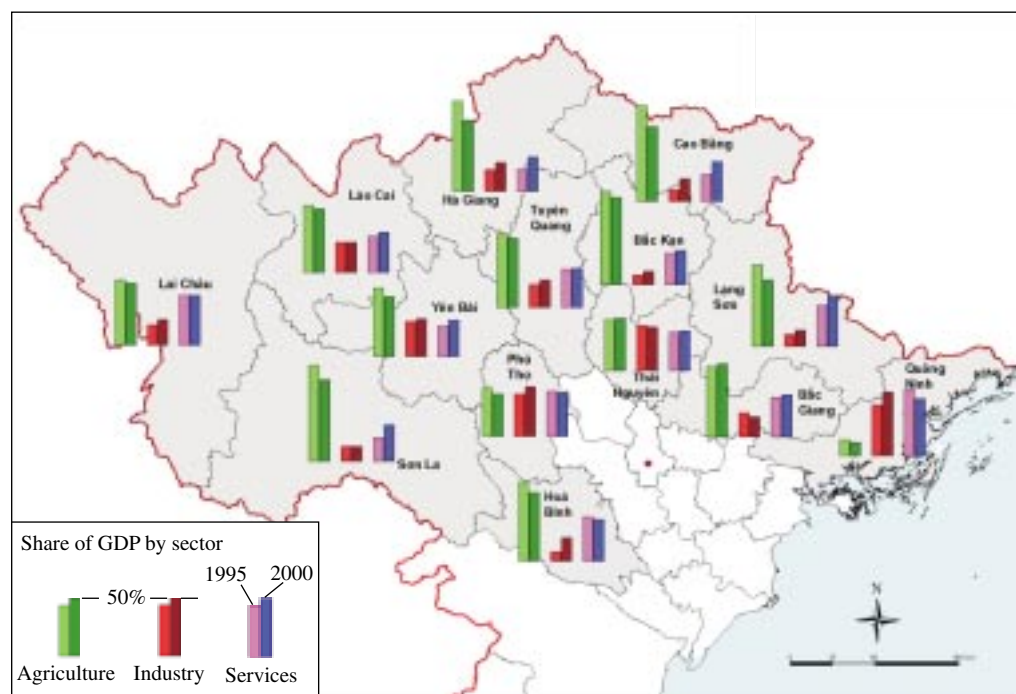 Cao Bằng
Hà Giang
Lao Cai
Tuyên
Quang
Bắc Kạn
Lai Châu
Yên Bái
Lạng
Sơn
Phú
Thọ
Thái
Nguyên
Quảng
Ninh
Bắc
Giang
Sơn La
Hoà
Bình
Share of GDP by sector
1995
2000
50%
Agriculture
Industry
Services
N